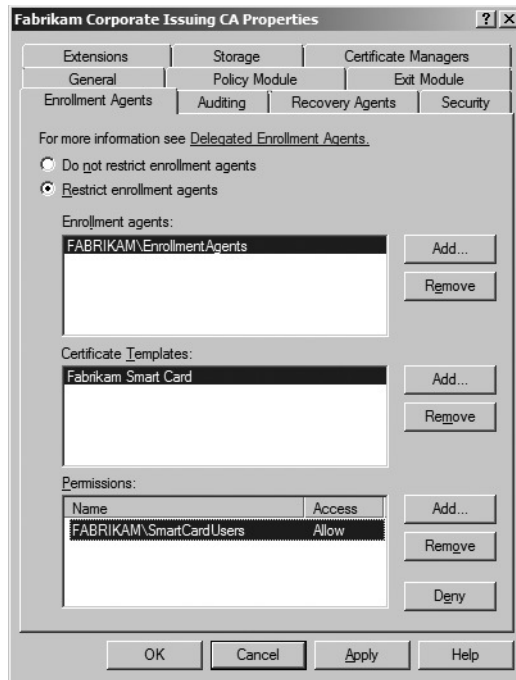 Fabrikam Corporate Issuing CA Properties
Extensions Storage Certificate Managers
General Policy Module Exit Module
Enrollment Agents Auditing Recovery Agents Security
For more information see Delegated Enrollment Agents.
Do not restrict enrollment agents
Restrict enrollment agents
Enrollment agents:
FABRIKAM\EnrollmentAgents
Add...
Remove
Certificate Templates:
Fabrikam Smart Card
Add...
Remove
Permissions:
Name Access
FABRIKAM\SmartCardUsers Allow
Add...
Remove
Deny
OK Cancel Apply Help